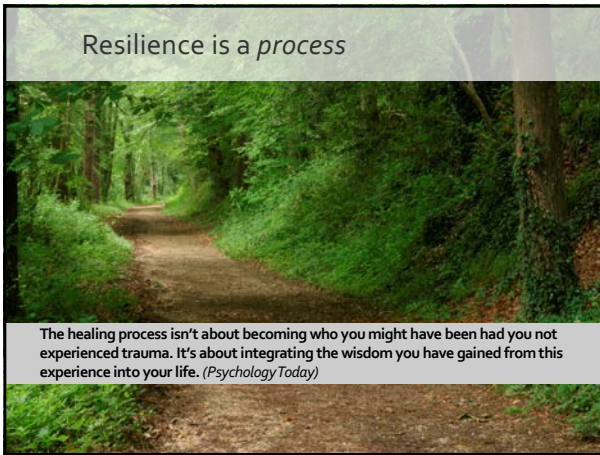 Resilience is a process
The healing process isn't about becoming who you might have been had you not
experienced trauma. It's about integrating the wisdom you have gained from this
experience into your life. (Psychology Today)